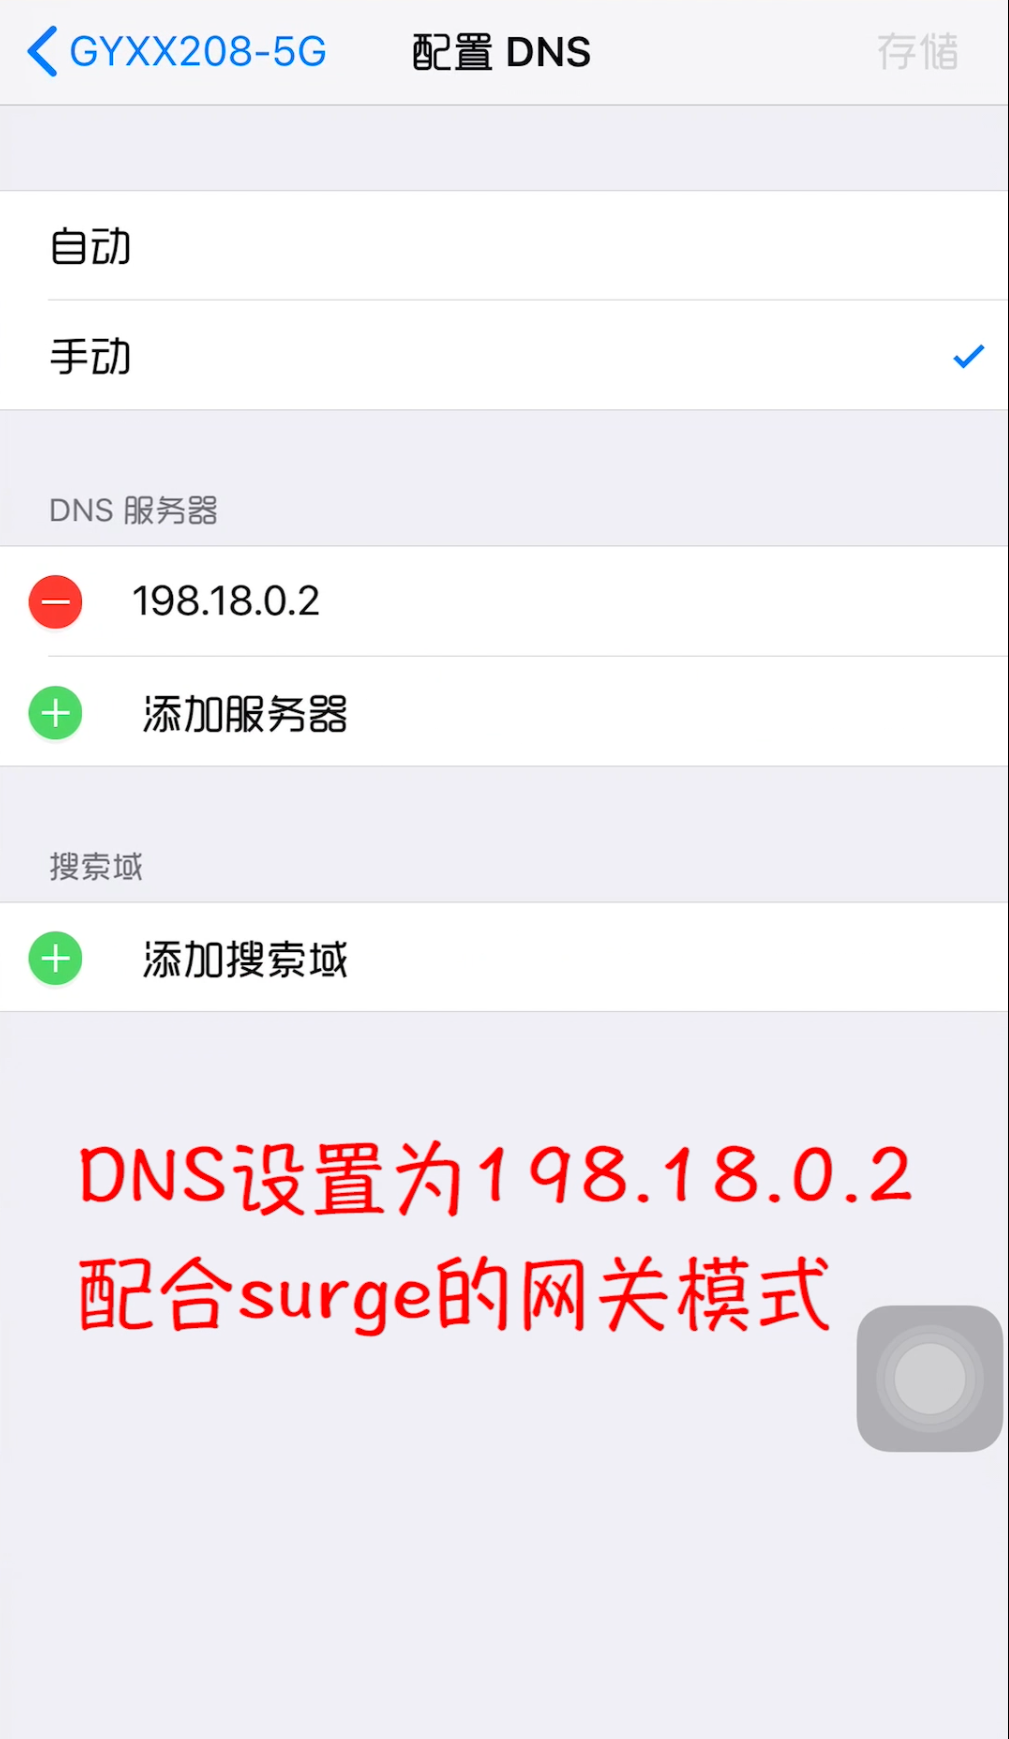 GYXX208-5G 配置 DNS 存储
自动
手动
DNS 服务器
198.18.0.2
添加服务器
搜索域
添加搜索域
DNS设置为198.18.0.2
配合surge的网关模式